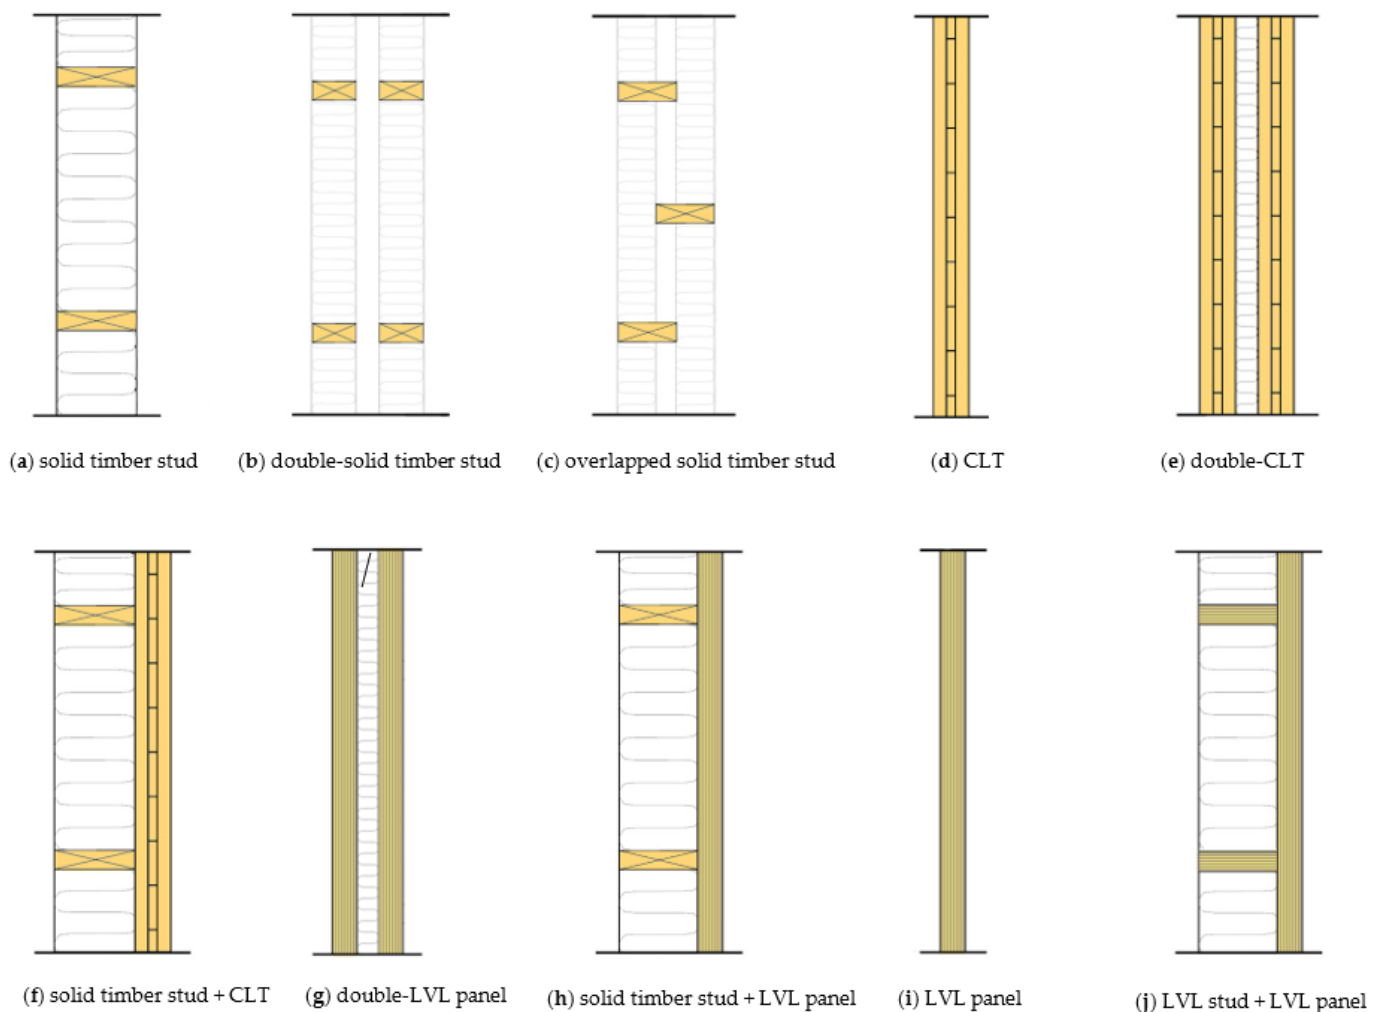 (a) solid timber stud
(b) double-solid timber stud
(c) overlapped solid timber stud
(d) CLT
(e) double-CLT
(f) solid timber stud + CLT
(g) double-LVL panel
(h) solid timber stud + LVL panel
(i) LVL panel
(j) LVL stud + LVL panel